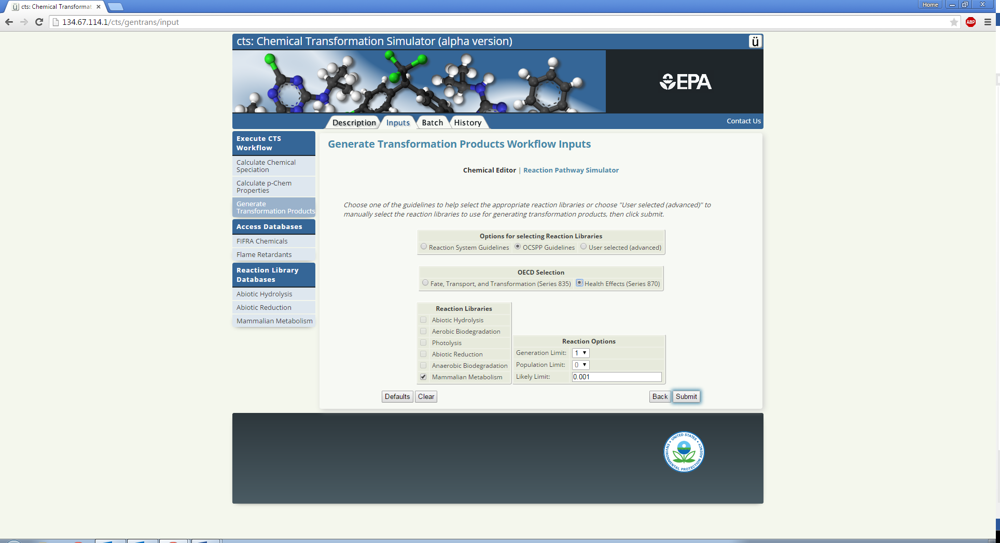 cts: Chemical Transformat
Home
134.67.114.1/cts/gentrans/input
ABP
cts: Chemical Transformation Simulator (alpha version)
ü
EPA
Description
Inputs
Batch
History
Contact Us
Execute CTS
Workflow
Calculate Chemical
Speciation
Calculate p-Chem
Properties
Generate
Transformation Products
Access Databases
FIFRA Chemicals
Flame Retardants
Reaction Library
Databases
Abiotic Hydrolysis
Abiotic Reduction
Mammalian Metabolism
Generate Transformation Products Workflow Inputs
Chemical Editor | Reaction Pathway Simulator
Choose one of the guidelines to help select the appropriate reaction libraries or choose "User selected (advanced)" to
manually select the reaction libraries to use for generating transformation products, then click submit.
Options for selecting Reaction Libraries
Reaction System Guidelines OCSPP Guidelines User selected (advanced)
OECD Selection
Fate, Transport, and Transformation (Series 835) Health Effects (Series 870)
Reaction Libraries
Abiotic Hydrolysis
Aerobic Biodegradation
Photolysis
Abiotic Reduction
Anaerobic Biodegradation
Mammalian Metabolism
Reaction Options
Generation Limit: 1
Population Limit: 0
Likely Limit: 0.001
Defaults Clear
Back Submit
UNITED STATES
ENVIRONMENTAL PROTECTION AGENCY